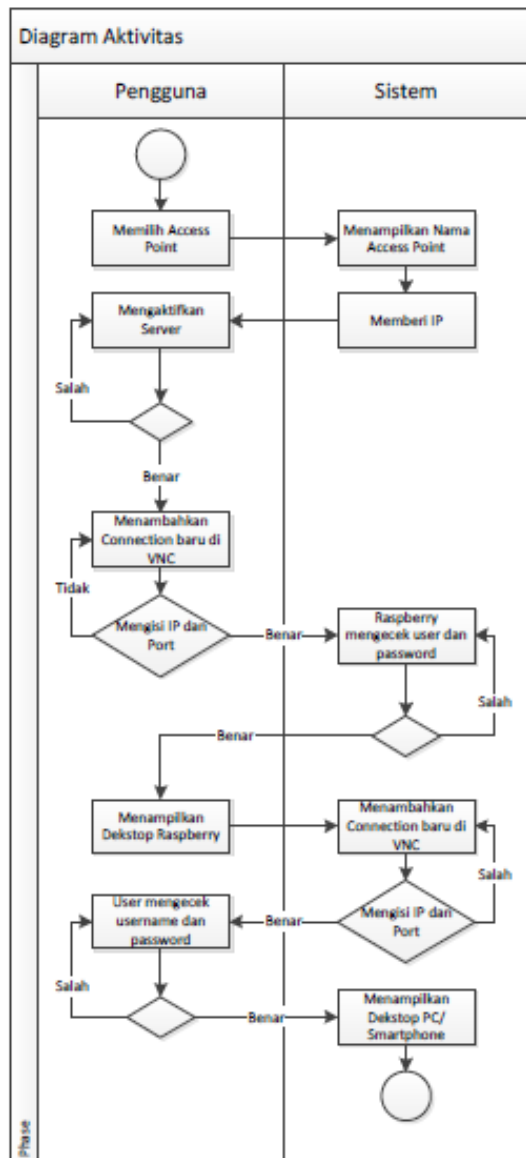 Diagram Aktivitas
Pengguna
Sistem
Memilih Access
Point
Menampilkan Nama
Access Point
Mengaktifkan
Server
Memberi IP
Salah
Benar
Menambahkan
Connection baru di
VNC
Tidak
Mengisi IP dan
Port
Benar
Raspberry
mengecek user dan
password
Salah
Benar
Menampilkan
Dekstop Raspberry
Menambahkan
Connection baru di
VNC
Salah
User mengecek
username dan
password
Benar
Mengisi IP dan
Port
Salah
Benar
Menampilkan
Dekstop PC/
Smartphone
Phase